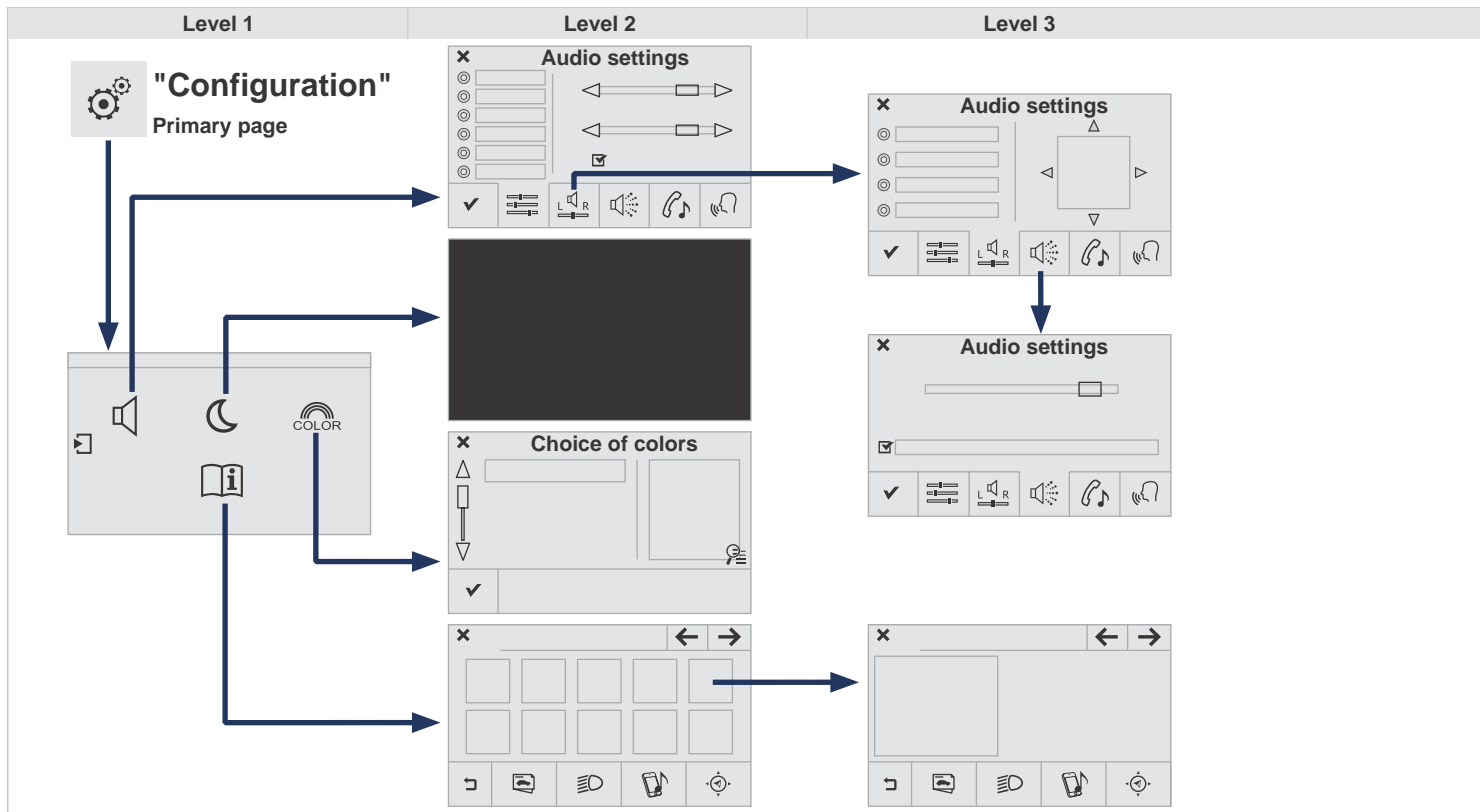 Level 1
Level 2
Level 3
"Configuration"
Primary page
Audio settings
L R
Audio settings
L R
Audio settings
L R
COLOR
i
Choice of colors